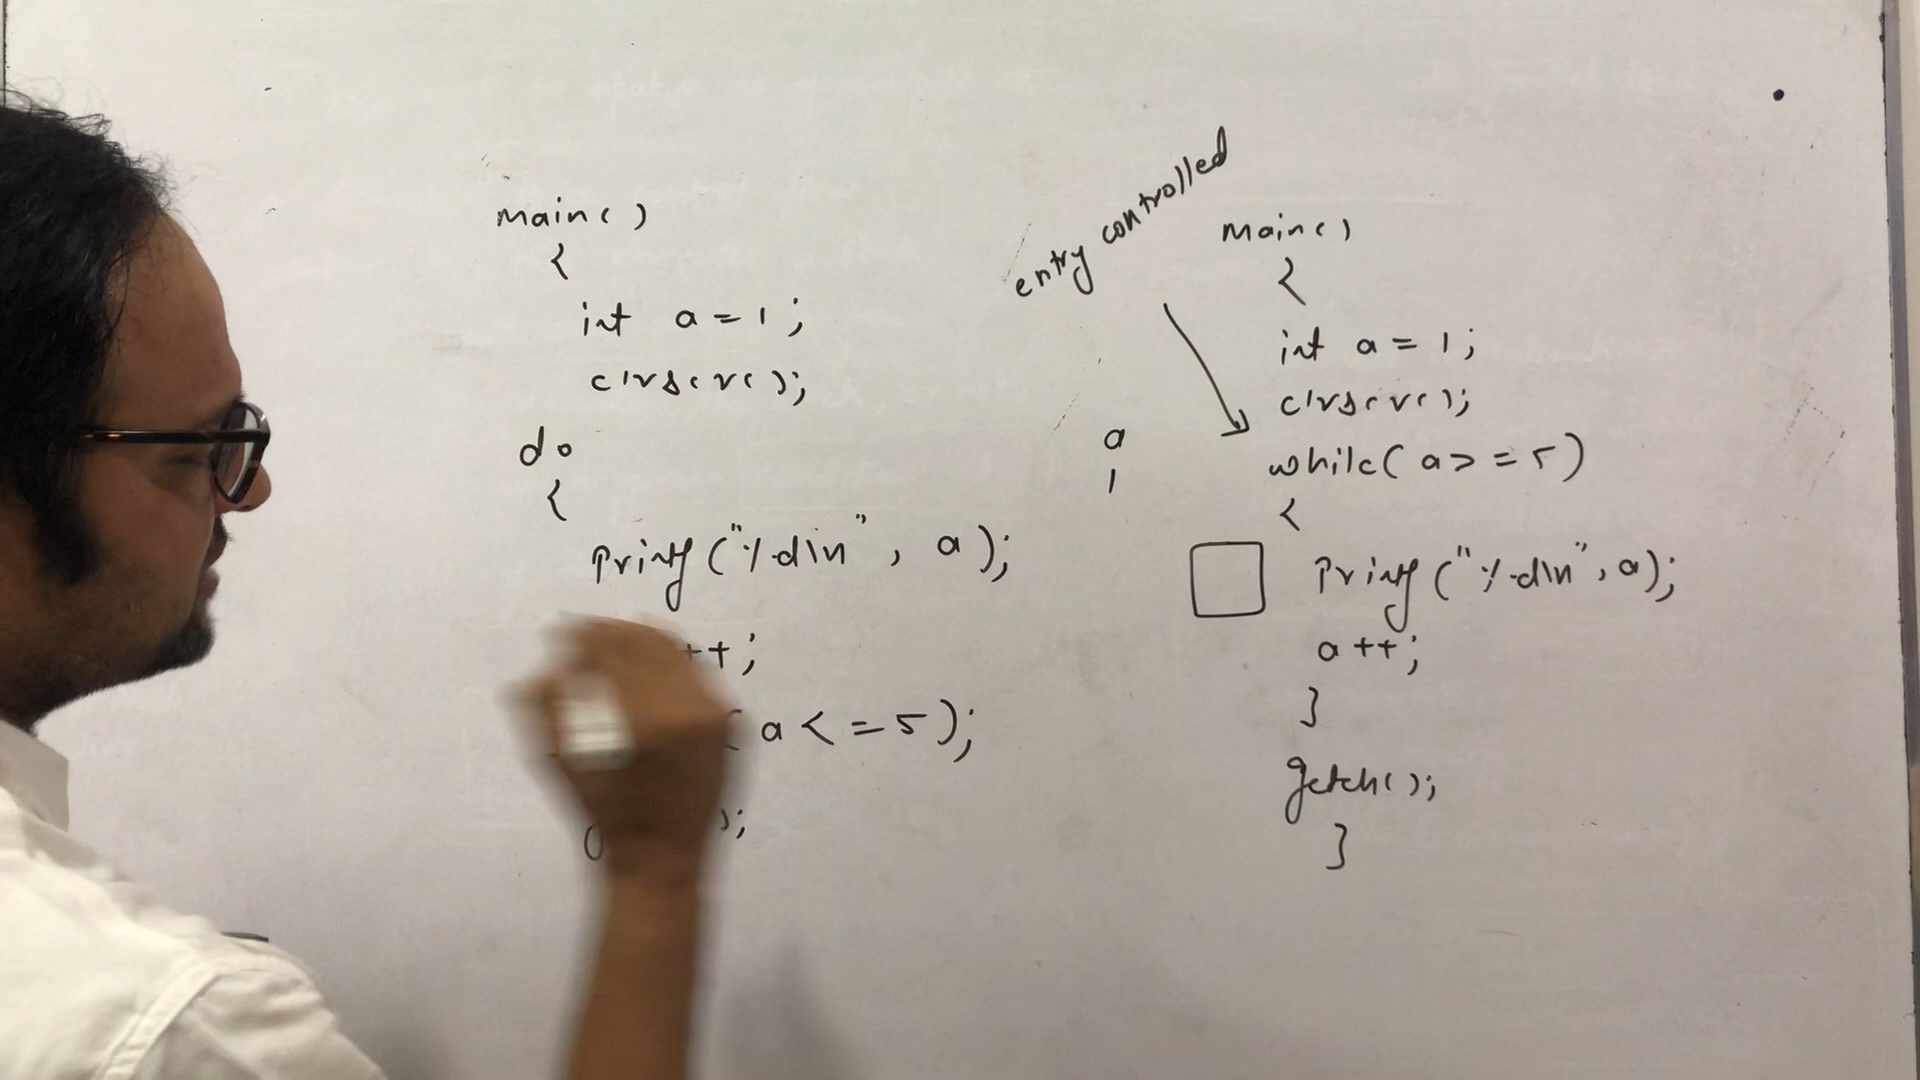 main()
{
int a = 1;
clrscr();
do
{
printf("%d\n", a);
++;
(a <= 5);
);
entry controlled
a
1
main()
{
int a = 1;
clrscr();
while(a >= 5)
{
printf("%d\n", a);
a++;
}
getch();
}